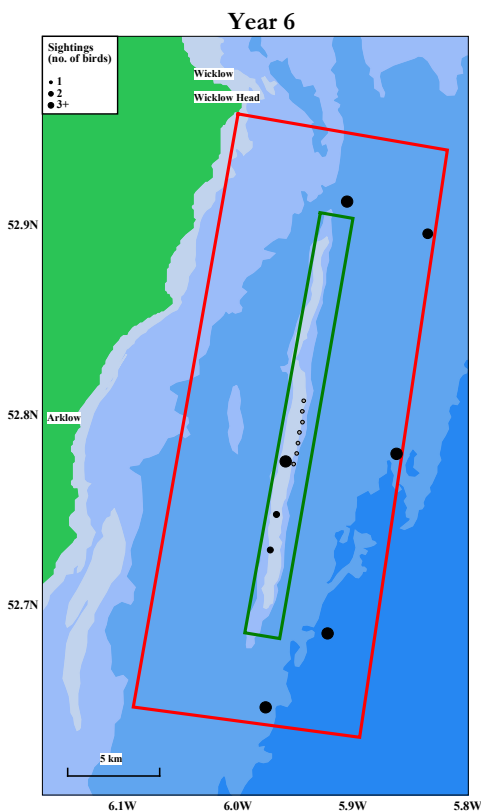 Year 6
Sightings
(no. of birds)
1
2
3+
Wicklow
Wicklow Head
52.9N
52.8N
Arklow
52.7N
5 km
6.1W
6.0W
5.9W
5.8W